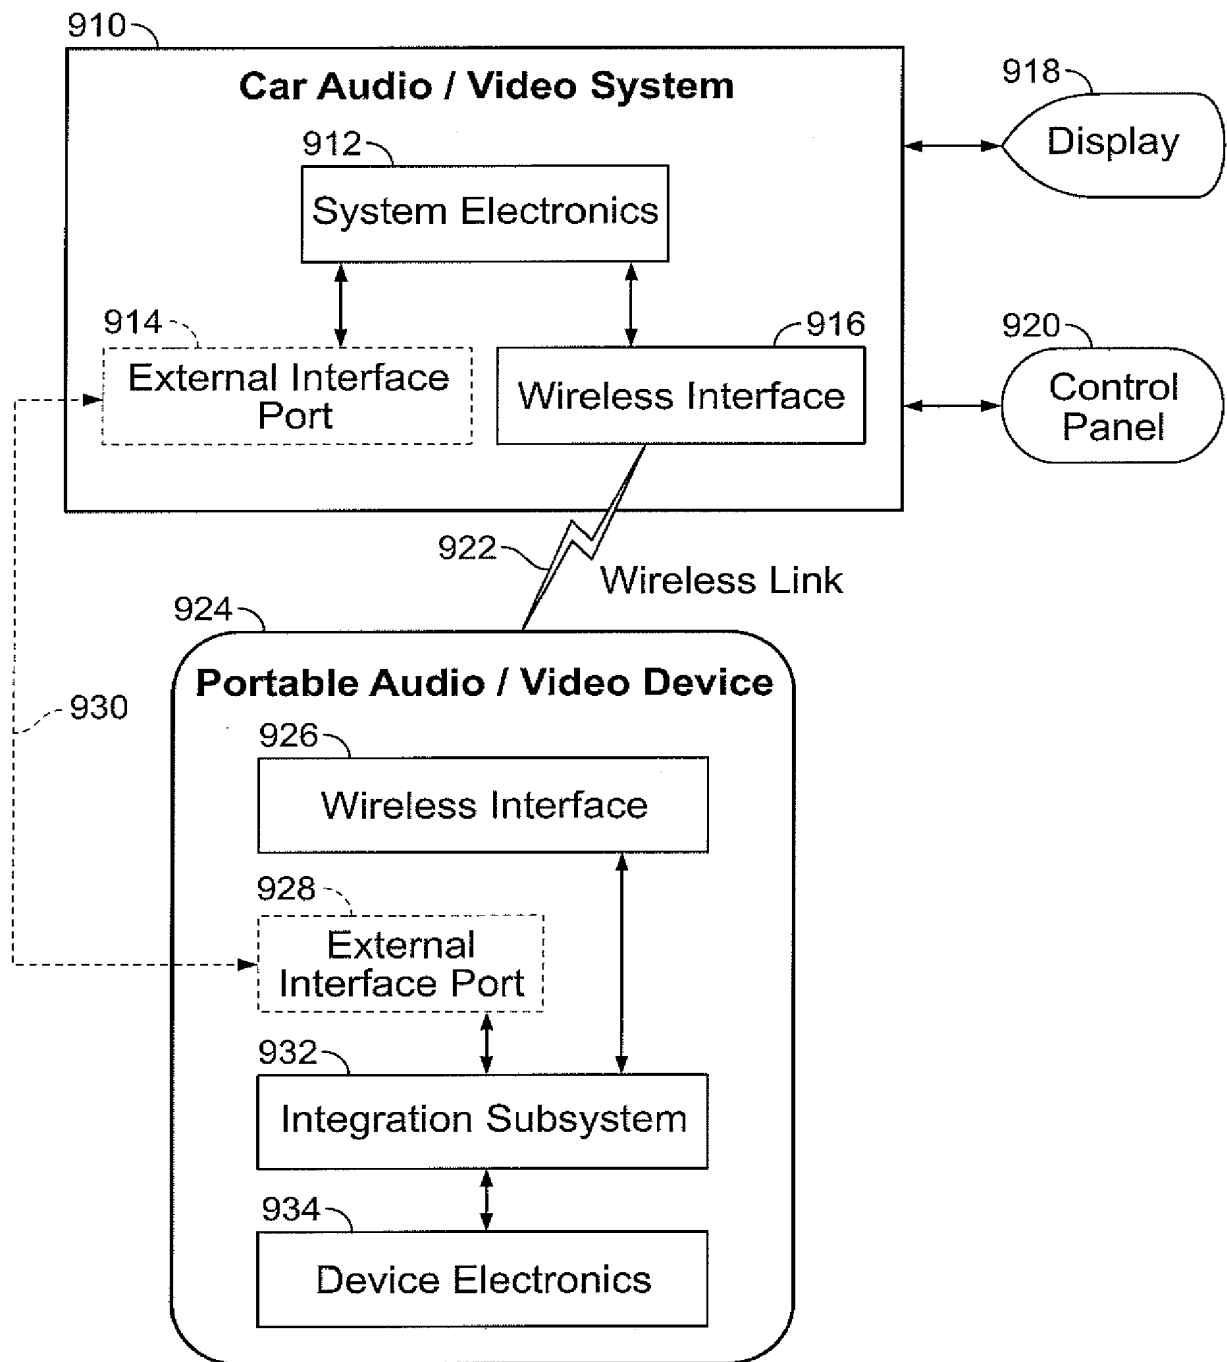 910
Car Audio / Video System
918
Display
912
System Electronics
914
External Interface
Port
916
Wireless Interface
920
Control
Panel
922
Wireless Link
924
Portable Audio / Video Device
930
926
Wireless Interface
928
External
Interface Port
932
Integration Subsystem
934
Device Electronics